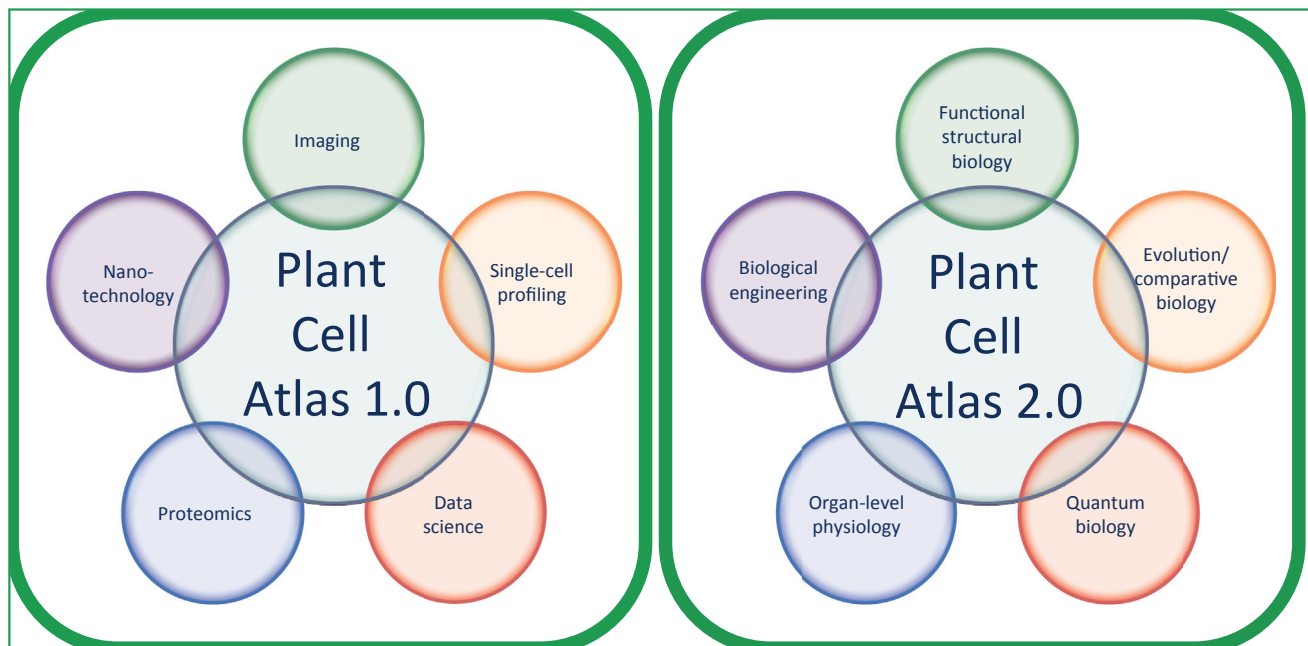 Imaging
Nano-
technology
Single-cell
profiling
Plant
Cell
Atlas 1.0
Proteomics
Data
science
Functional
structural
biology
Biological
engineering
Evolution/
comparative
biology
Plant
Cell
Atlas 2.0
Organ-level
physiology
Quantum
biology